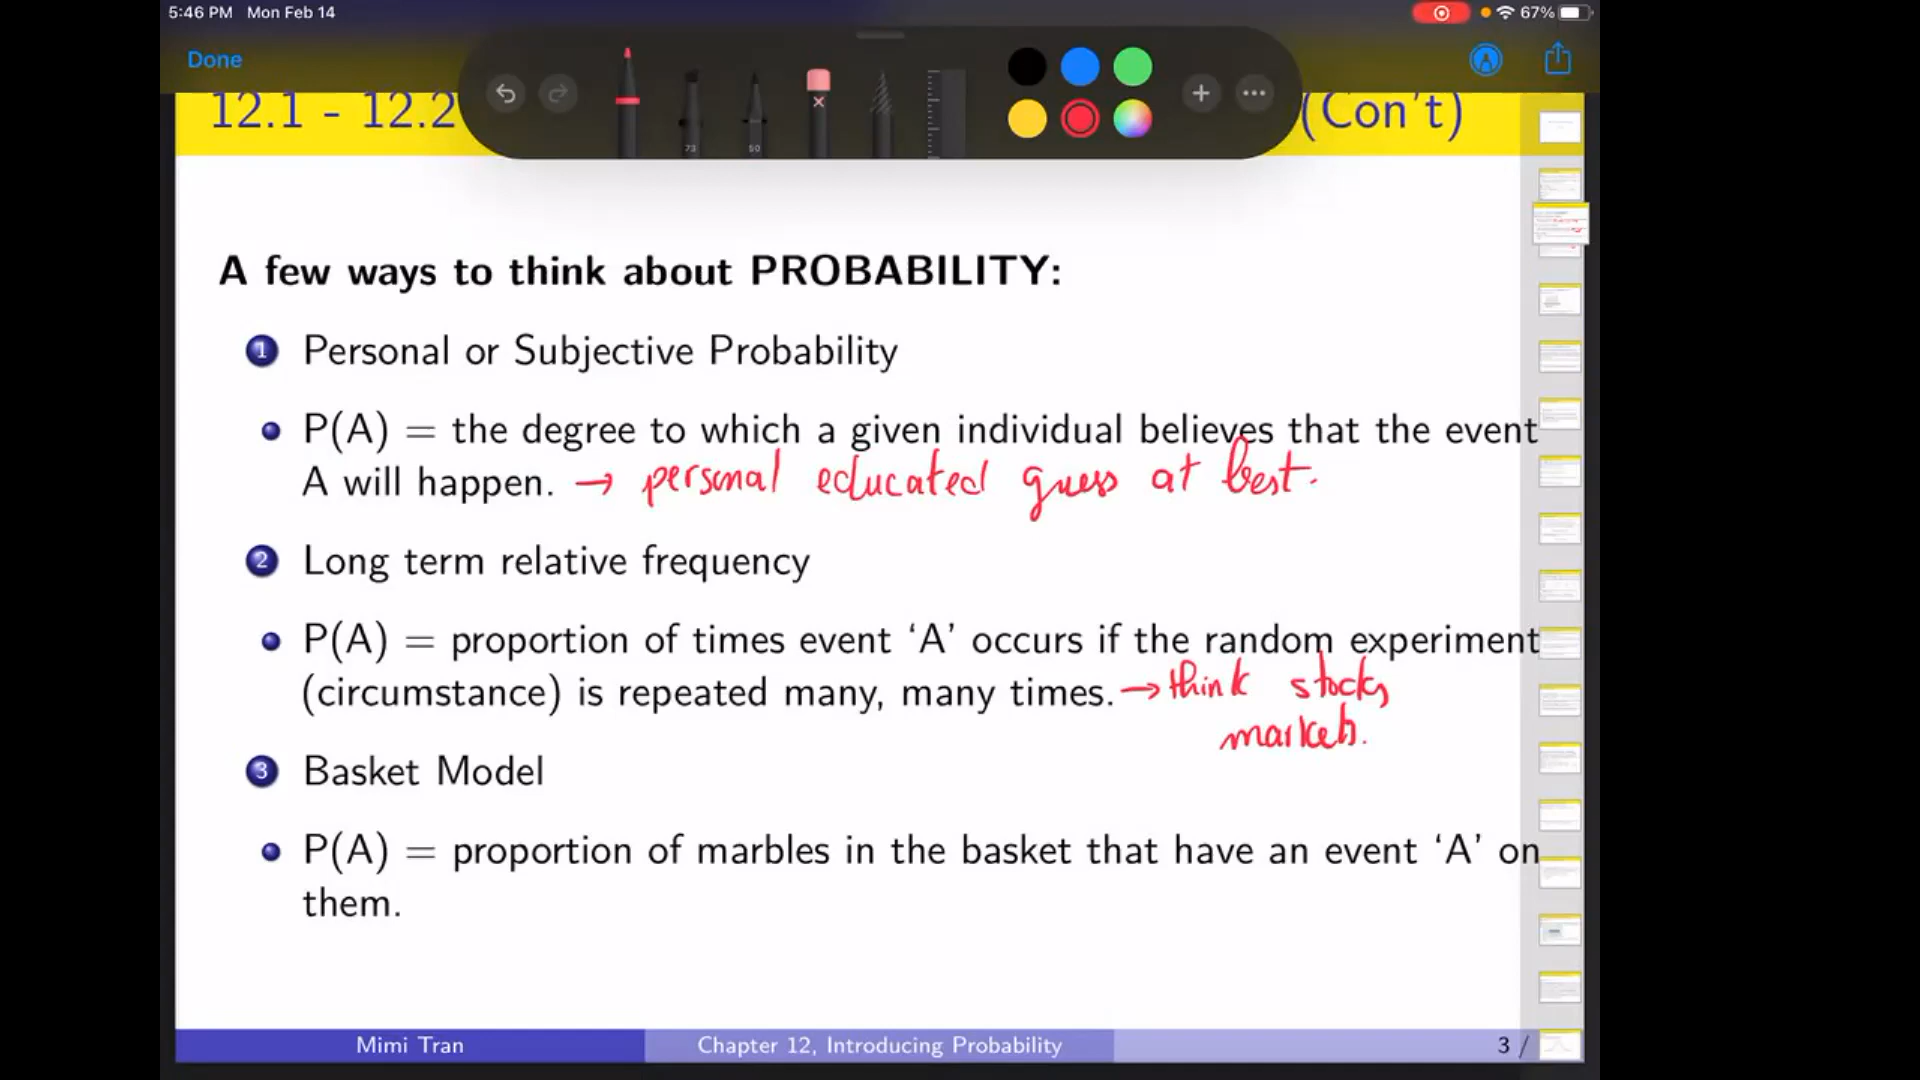 5:46 PM Mon Feb 14
67%
Done
73
50
12.1 - 12.2
(Con't)
A few ways to think about PROBABILITY:
1 Personal or Subjective Probability
P(A) = the degree to which a given individual believes that the event
A will happen. → personal educated guess at best.
2 Long term relative frequency
P(A) = proportion of times event ‘A’ occurs if the random experiment
(circumstance) is repeated many, many times. → think stocks
markets.
3 Basket Model
P(A) = proportion of marbles in the basket that have an event ‘A’ on
them.
Mimi Tran
Chapter 12, Introducing Probability
3 /